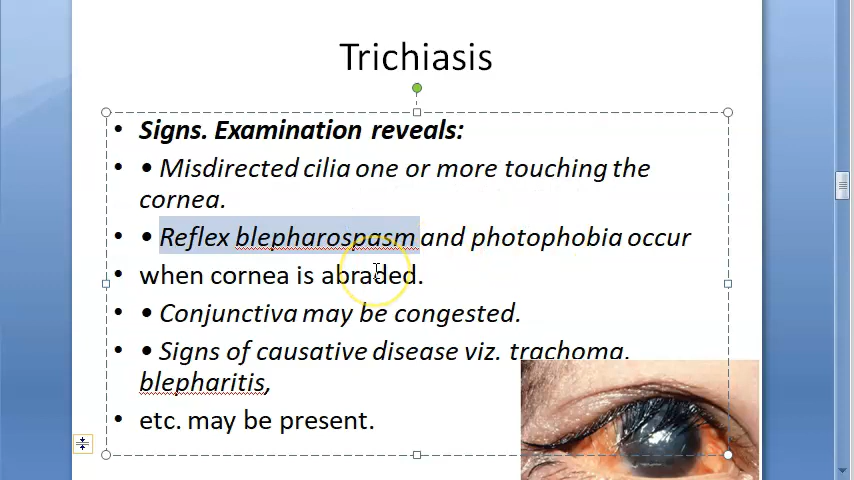 Trichiasis
• Signs. Examination reveals:
• • Misdirected cilia one or more touching the
cornea.
• • Reflex blepharospasm and photophobia occur
• when cornea is abraded.
• • Conjunctiva may be congested.
• • Signs of causative disease viz. trachoma,
blepharitis,
• etc. may be present.